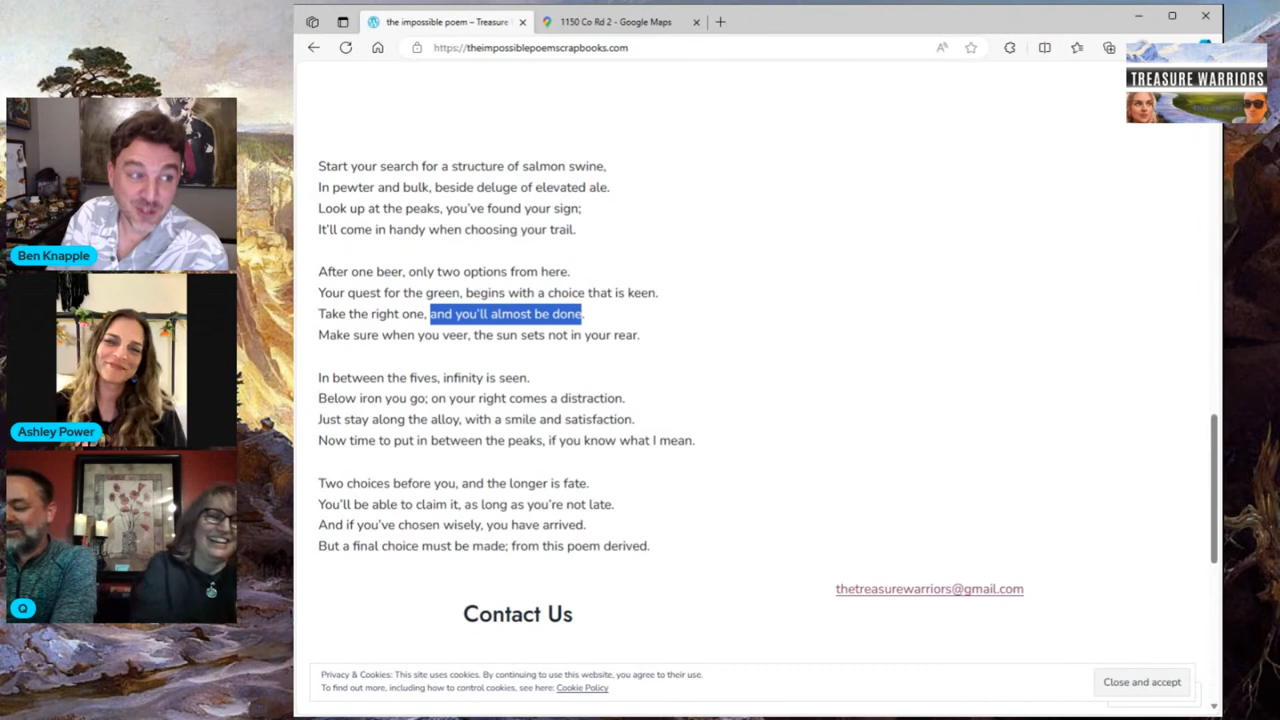 the impossible poem – Treasure
1150 Co Rd 2 - Google Maps
https://theimpossiblepoemscrapbooks.com
TREASURE WARRIORS
Start your search for a structure of salmon swine,
In pewter and bulk, beside deluge of elevated ale.
Look up at the peaks, you've found your sign;
It'll come in handy when choosing your trail.
After one beer, only two options from here.
Your quest for the green, begins with a choice that is keen.
Take the right one, and you'll almost be done.
Make sure when you veer, the sun sets not in your rear.
In between the fives, infinity is seen.
Below iron you go; on your right comes a distraction.
Just stay along the alloy, with a smile and satisfaction.
Now time to put in between the peaks, if you know what I mean.
Two choices before you, and the longer is fate.
You'll be able to claim it, as long as you're not late.
And if you've chosen wisely, you have arrived.
But a final choice must be made; from this poem derived.
thetreasurewarriors@gmail.com
Contact Us
Privacy & Cookies: This site uses cookies. By continuing to use this website, you agree to their use.
To find out more, including how to control cookies, see here: Cookie Policy
Close and accept
Ben Knapple
Ashley Power
Q